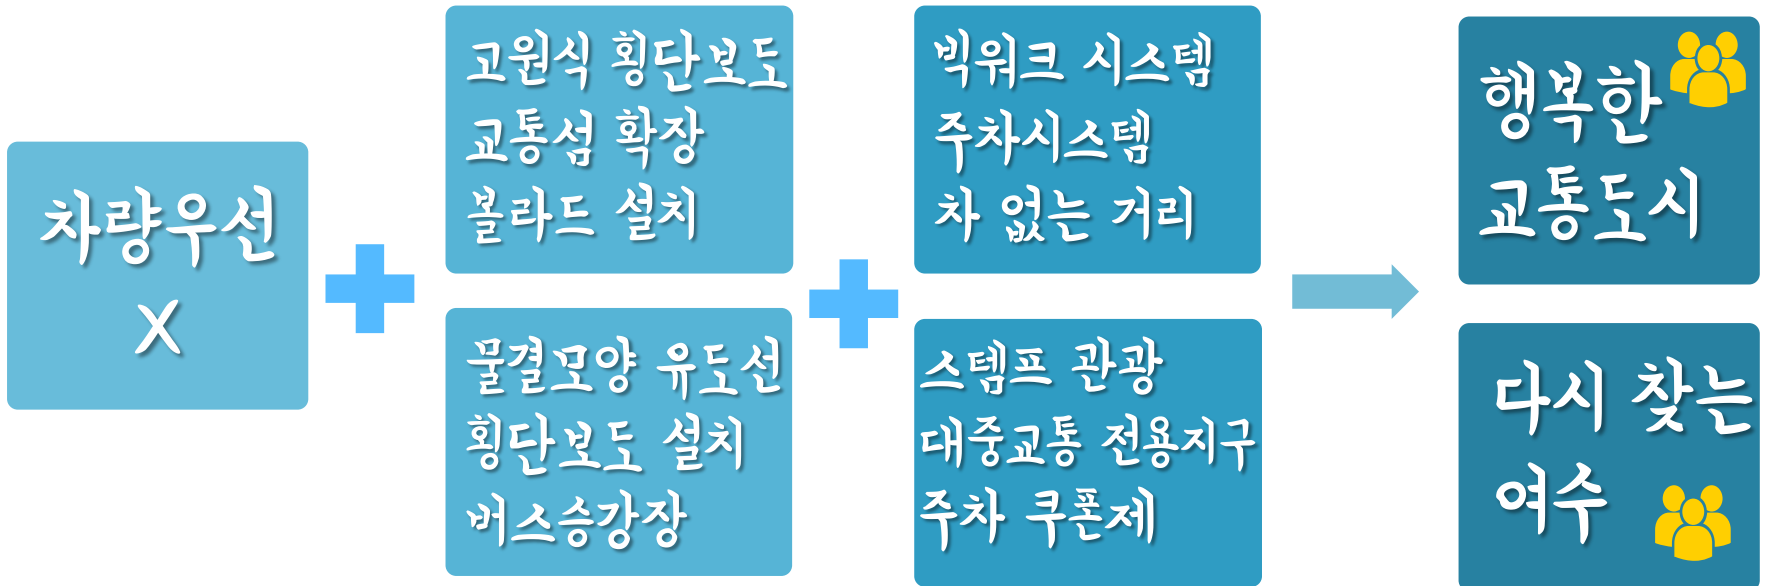 차량우선
X
고원식 횡단보도
교통섬 확장
볼라드 설치
물결모양 유도선
횡단보도 설치
버스승강장
빅워크 시스템
주차시스템
차 없는 거리
스템프 관광
대중교통 전용지구
주차 쿠폰제
행복한
교통도시
다시 찾는
여수